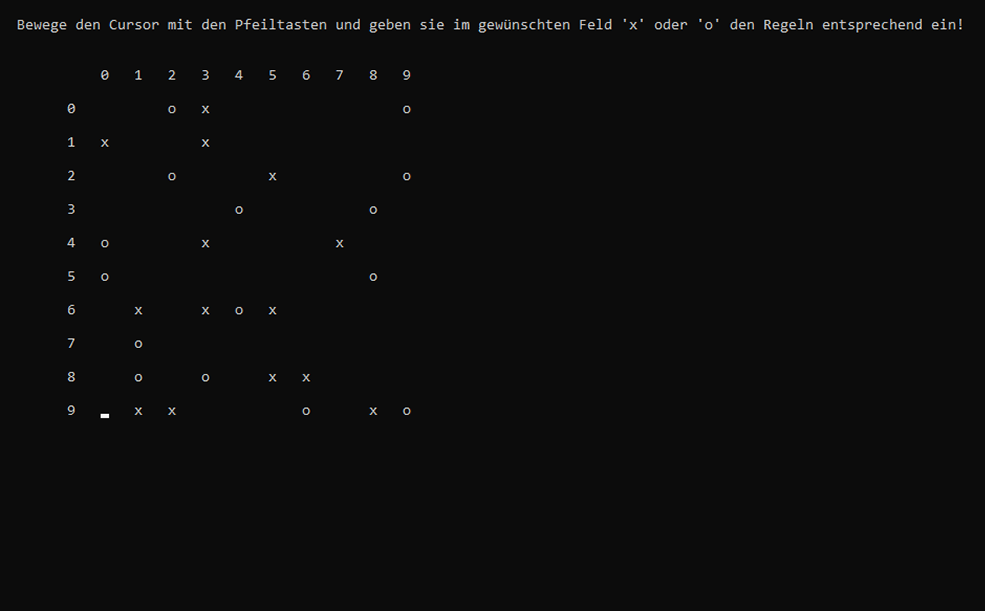 Bewege den Cursor mit den Pfeiltasten und geben sie im gewünschten Feld 'x' oder 'o' den Regeln entsprechend ein!
0 1 2 3 4 5 6 7 8 9
0 o x o
1 x x
2 o x o
3 o o
4 o x x
5 o o
6 x x o x
7 o
8 o o x x
9 x x o x o